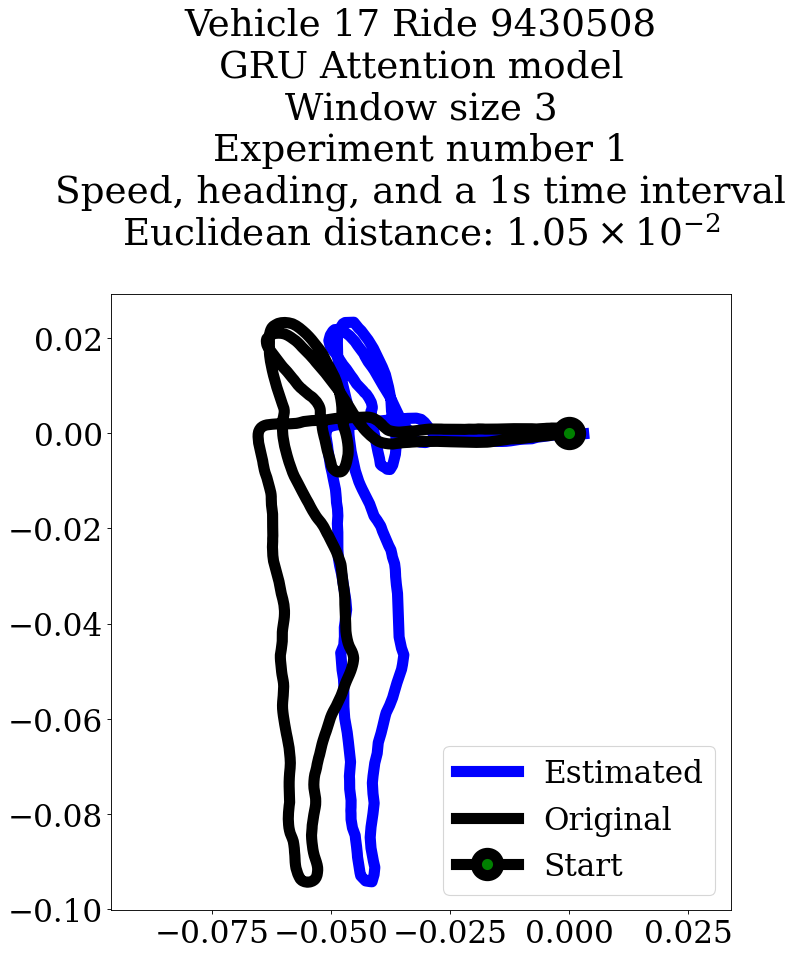 Vehicle 17 Ride 9430508
GRU Attention model
Window size 3
Experiment number 1
Speed, heading, and a 1s time interval
Euclidean distance: 1.05 × 10⁻²
0.02
0.00
−0.02
−0.04
−0.06
−0.08
−0.10
Estimated
Original
Start
−0.075 −0.050 −0.025 0.000 0.025